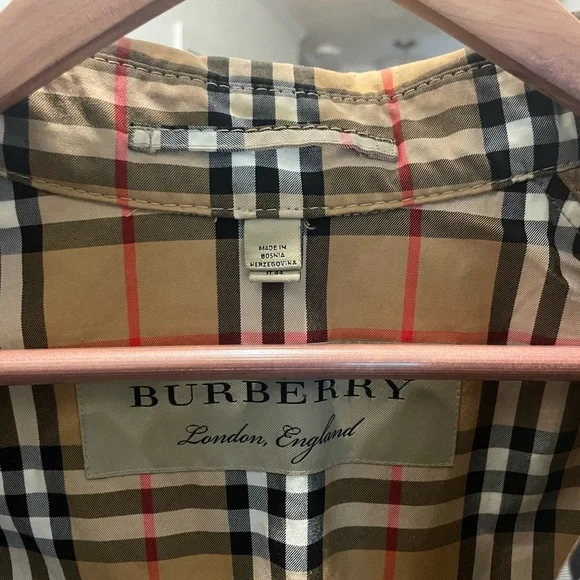 MADE IN
BOSNIA
HERZEGOVINA
BURBERRY
London, England